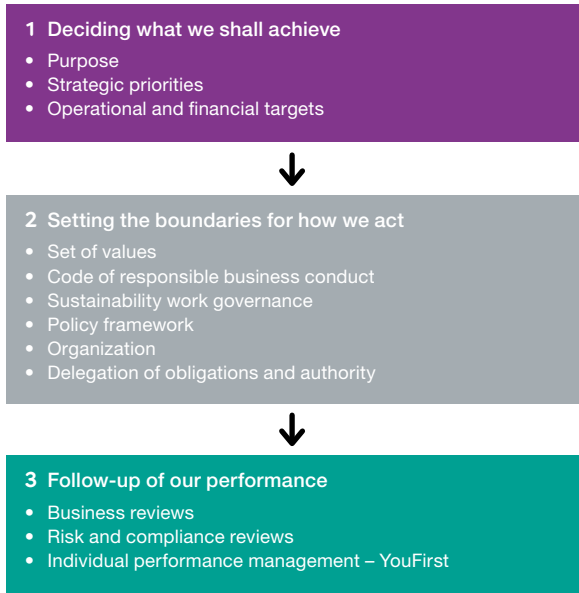 1 Deciding what we shall achieve
• Purpose
• Strategic priorities
• Operational and financial targets
2 Setting the boundaries for how we act
• Set of values
• Code of responsible business conduct
• Sustainability work governance
• Policy framework
• Organization
• Delegation of obligations and authority
3 Follow-up of our performance
• Business reviews
• Risk and compliance reviews
• Individual performance management – YouFirst